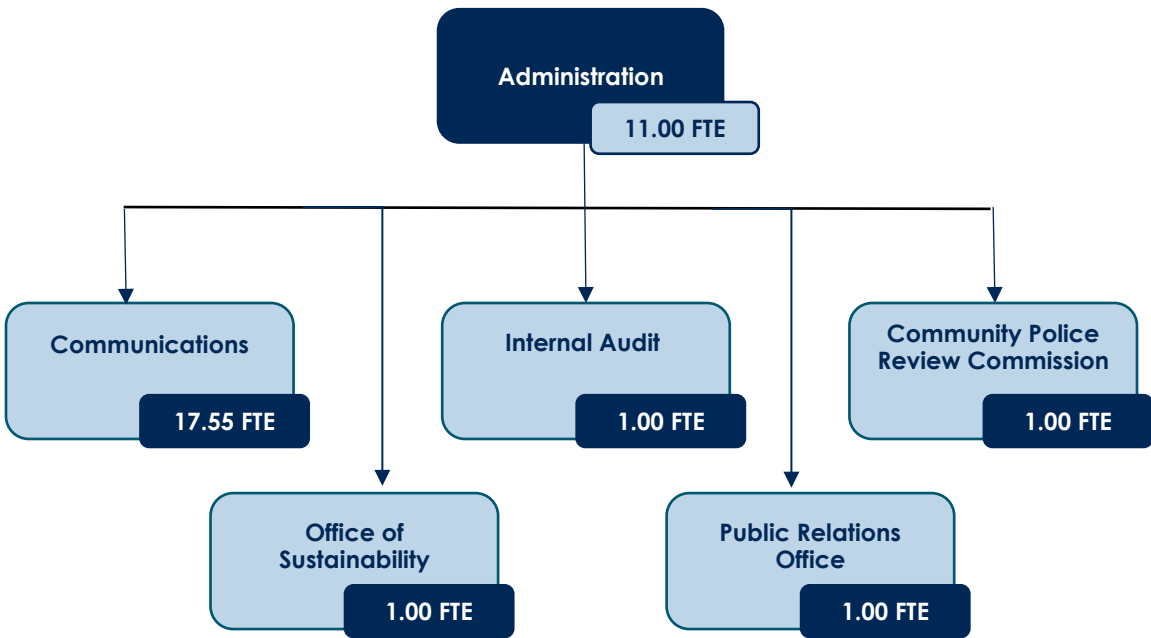 Administration
11.00 FTE
Communications
17.55 FTE
Internal Audit
1.00 FTE
Community Police
Review Commission
1.00 FTE
Office of
Sustainability
1.00 FTE
Public Relations
Office
1.00 FTE